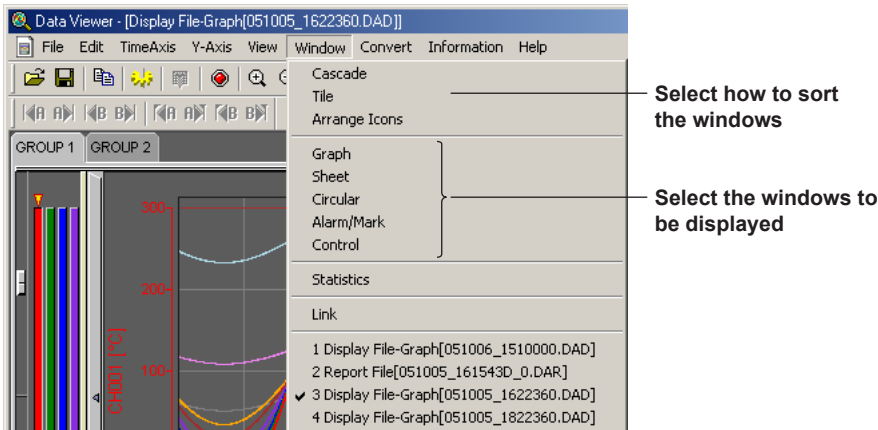 Data Viewer - [Display File-Graph[051005_1622360.DAD]]
File Edit TimeAxis Y-Axis View Window Convert Information Help
Cascade
Tile
Arrange Icons
Select how to sort
the windows
A A B B A A B B
GROUP 1 GROUP 2
Graph
Sheet
Circular
Alarm/Mark
Control
Select the windows to
be displayed
Statistics
Link
1 Display File-Graph[051006_1510000.DAD]
2 Report File[051005_161543D_0.DAR]
3 Display File-Graph[051005_1622360.DAD]
4 Display File-Graph[051005_1822360.DAD]
300
200
100
CH001 [°C]